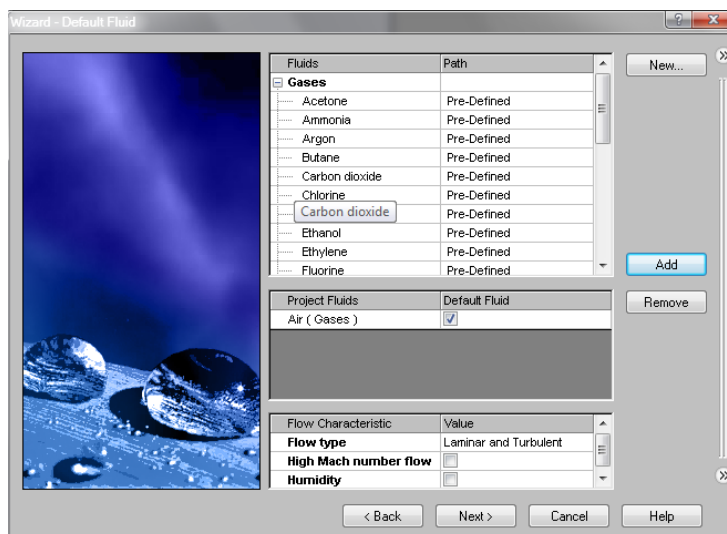 Wizard - Default Fluid
Fluids Path
Gases
Acetone Pre-Defined
Ammonia Pre-Defined
Argon Pre-Defined
Butane Pre-Defined
Carbon dioxide Pre-Defined
Chlorine Pre-Defined
Carbon dioxide Pre-Defined
Ethanol Pre-Defined
Ethylene Pre-Defined
Fluorine Pre-Defined
New...
Add
Remove
Project Fluids Default Fluid
Air ( Gases )
Flow Characteristic Value
Flow type Laminar and Turbulent
High Mach number flow
Humidity
< Back Next > Cancel Help